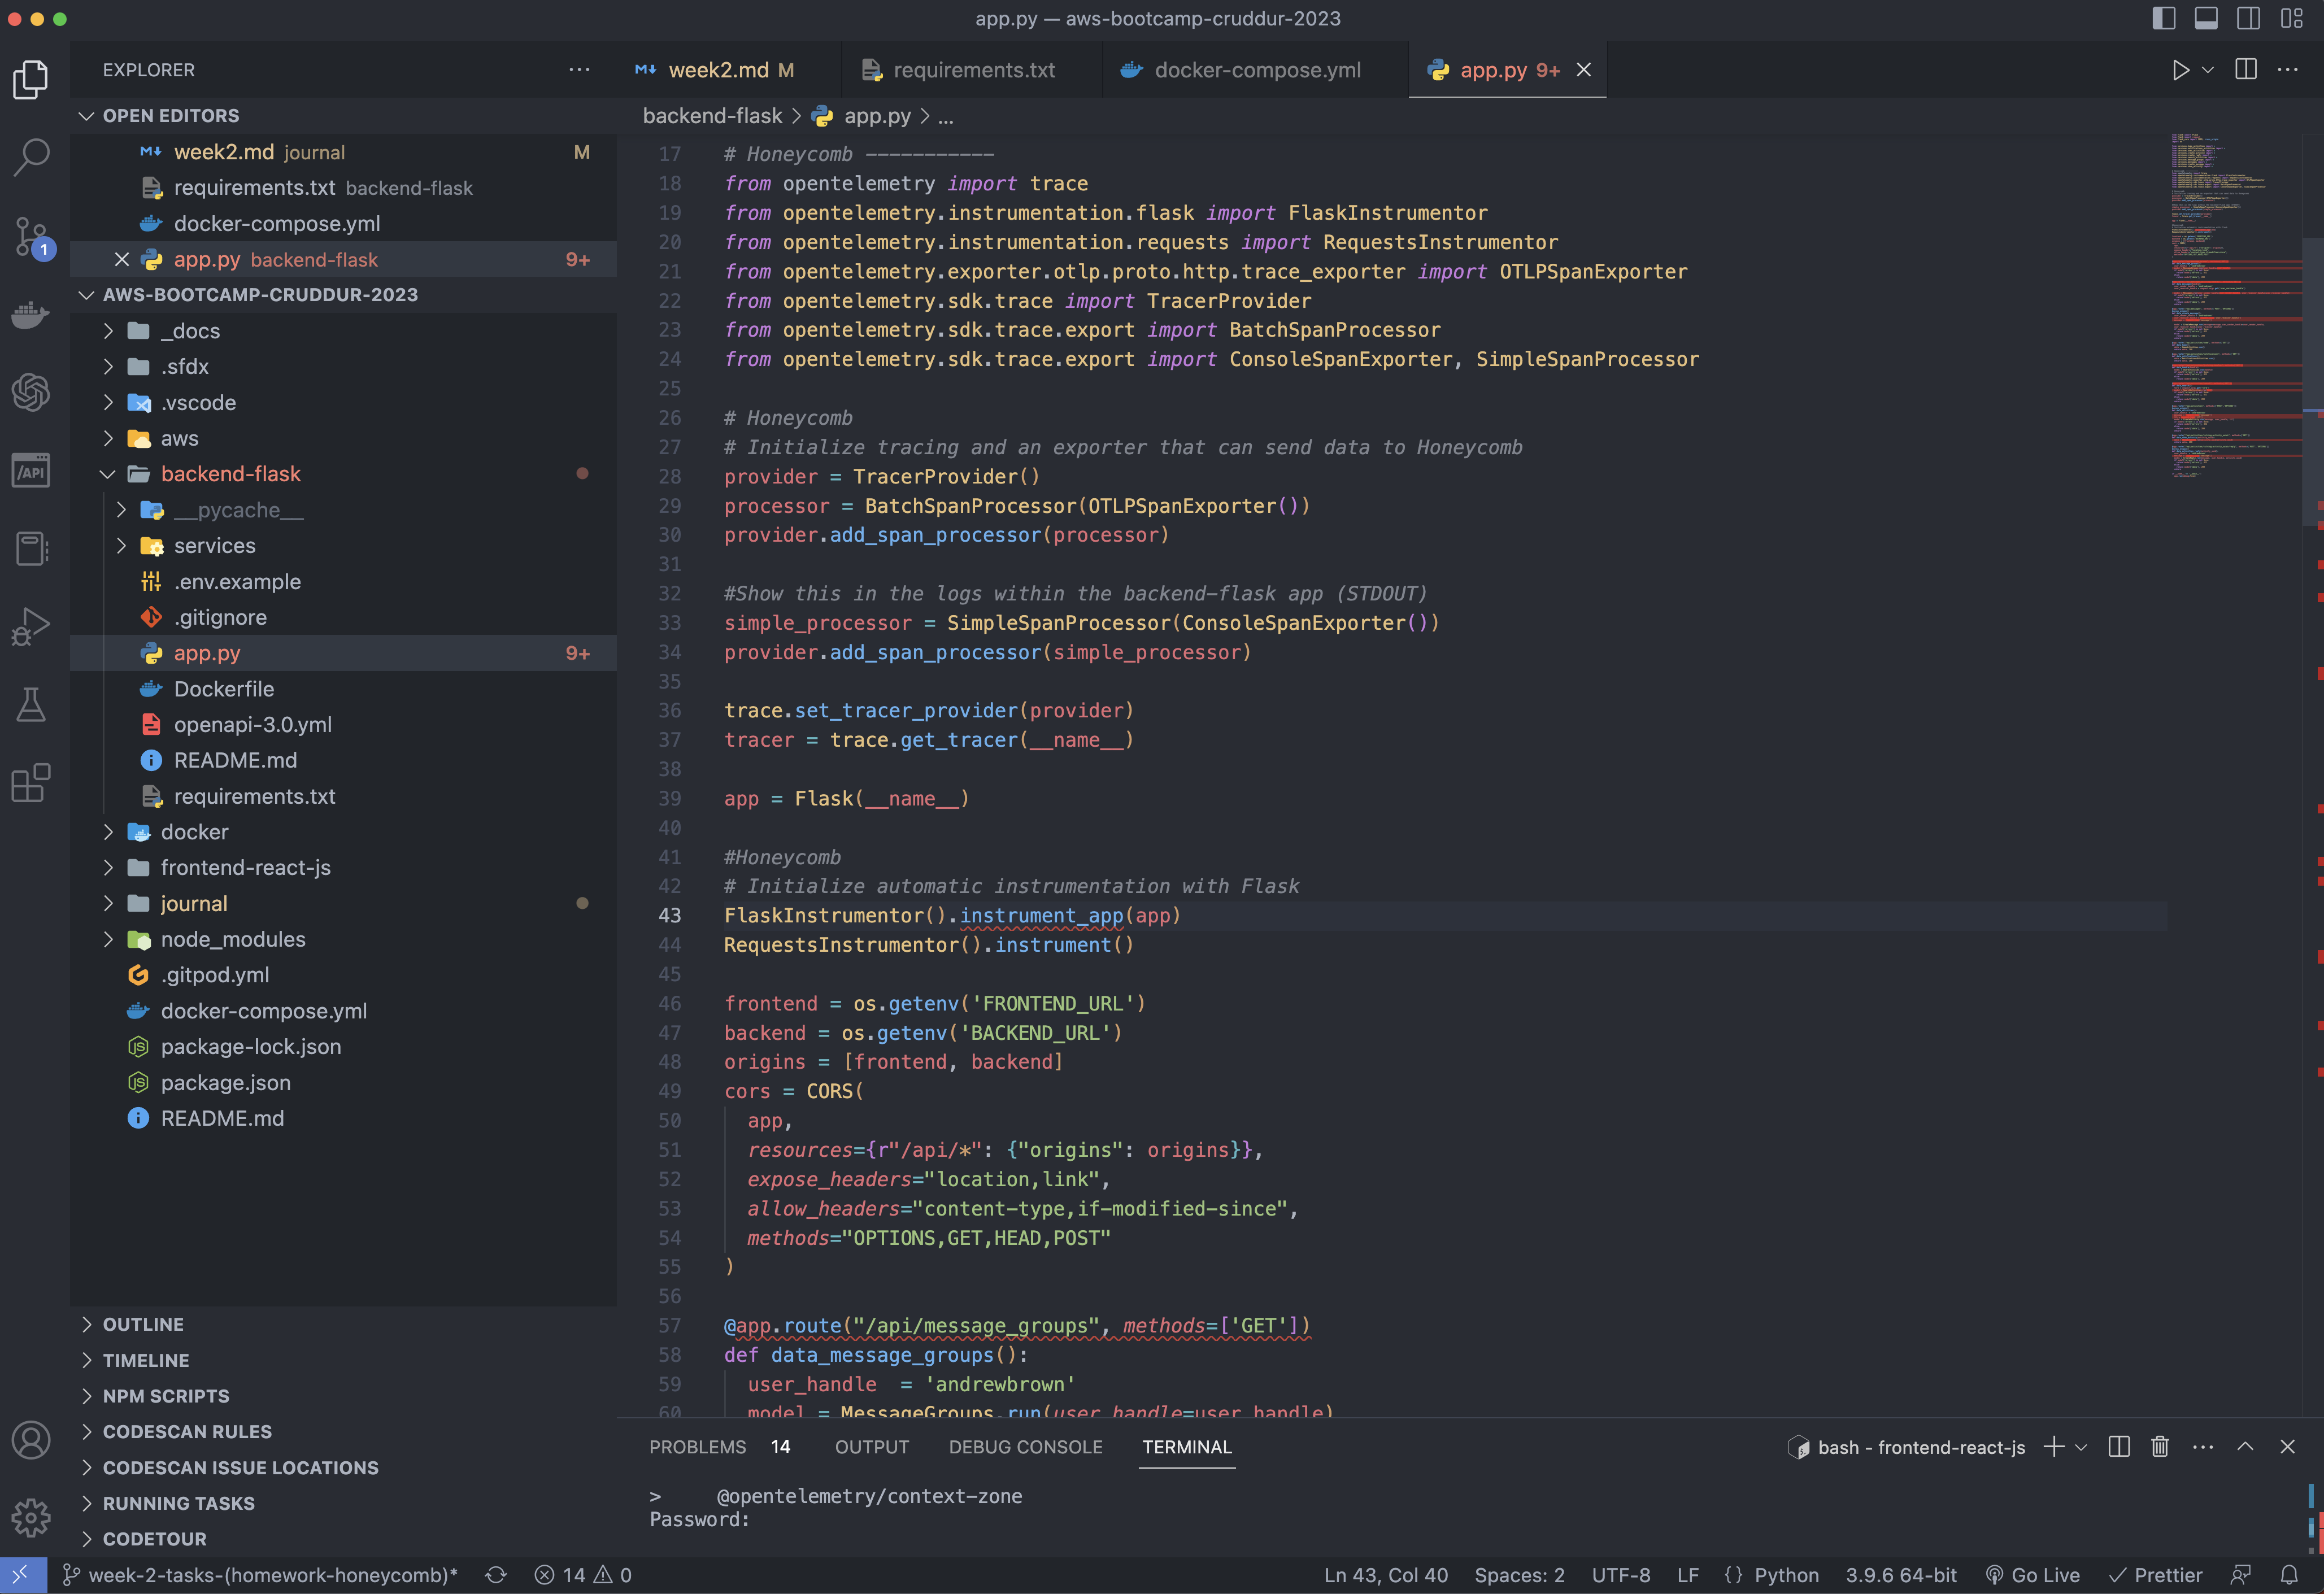 app.py — aws-bootcamp-cruddur-2023
EXPLORER
week2.md M
requirements.txt
docker-compose.yml
app.py 9+
OPEN EDITORS
week2.md journal M
requirements.txt backend-flask
docker-compose.yml
app.py backend-flask 9+
AWS-BOOTCAMP-CRUDDUR-2023
_docs
.sfdx
.vscode
aws
backend-flask
__pycache__
services
.env.example
.gitignore
app.py 9+
Dockerfile
openapi-3.0.yml
README.md
requirements.txt
docker
frontend-react-js
journal
node_modules
.gitpod.yml
docker-compose.yml
package-lock.json
package.json
README.md
OUTLINE
TIMELINE
NPM SCRIPTS
CODESCAN RULES
CODESCAN ISSUE LOCATIONS
RUNNING TASKS
CODETOUR
1
/API
backend-flask > app.py > ...
17 # Honeycomb -----------
18 from opentelemetry import trace
19 from opentelemetry.instrumentation.flask import FlaskInstrumentor
20 from opentelemetry.instrumentation.requests import RequestsInstrumentor
21 from opentelemetry.exporter.otlp.proto.http.trace_exporter import OTLPSpanExporter
22 from opentelemetry.sdk.trace import TracerProvider
23 from opentelemetry.sdk.trace.export import BatchSpanProcessor
24 from opentelemetry.sdk.trace.export import ConsoleSpanExporter, SimpleSpanProcessor
25
26 # Honeycomb
27 # Initialize tracing and an exporter that can send data to Honeycomb
28 provider = TracerProvider()
29 processor = BatchSpanProcessor(OTLPSpanExporter())
30 provider.add_span_processor(processor)
31
32 #Show this in the logs within the backend-flask app (STDOUT)
33 simple_processor = SimpleSpanProcessor(ConsoleSpanExporter())
34 provider.add_span_processor(simple_processor)
35
36 trace.set_tracer_provider(provider)
37 tracer = trace.get_tracer(__name__)
38
39 app = Flask(__name__)
40
41 #Honeycomb
42 # Initialize automatic instrumentation with Flask
43 FlaskInstrumentor().instrument_app(app)
44 RequestsInstrumentor().instrument()
45
46 frontend = os.getenv('FRONTEND_URL')
47 backend = os.getenv('BACKEND_URL')
48 origins = [frontend, backend]
49 cors = CORS(
50 app,
51 resources={r"/api/*": {"origins": origins}},
52 expose_headers="location,link",
53 allow_headers="content-type,if-modified-since",
54 methods="OPTIONS,GET,HEAD,POST"
55 )
56
57 @app.route("/api/message_groups", methods=['GET'])
58 def data_message_groups():
59 user_handle  = 'andrewbrown'
60 model = MessageGroups.run(user_handle=user_handle)
PROBLEMS 14 OUTPUT DEBUG CONSOLE TERMINAL
bash - frontend-react-js
> @opentelemetry/context-zone
Password:
week-2-tasks-(homework-honeycomb)* 14 0
Ln 43, Col 40 Spaces: 2 UTF-8 LF {} Python 3.9.6 64-bit Go Live Prettier